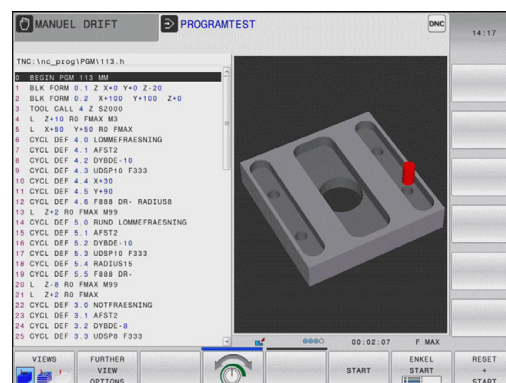 MANUEL DRIFT
PROGRAMTEST
DNC
14:17
TNC:\nc_prog\PGM\113.h
0 BEGIN PGM 113 MM
1 BLK FORM 0.1 Z X+0 Y+0 Z-20
2 BLK FORM 0.2 X+100 Y+100 Z+0
3 TOOL CALL 4 Z S2000
4 L Z+10 R0 FMAX M3
5 L X+50 Y+50 R0 FMAX
6 CYCL DEF 4.0 LOMMEFRAESNING
7 CYCL DEF 4.1 AFST2
8 CYCL DEF 4.2 DYBDE-10
9 CYCL DEF 4.3 UDSP10 F333
10 CYCL DEF 4.4 X+30
11 CYCL DEF 4.5 Y+90
12 CYCL DEF 4.6 F888 DR- RADIUS8
13 L Z+2 R0 FMAX M99
14 CYCL DEF 5.0 RUND LOMMEFRAESNING
15 CYCL DEF 5.1 AFST2
16 CYCL DEF 5.2 DYBDE-10
17 CYCL DEF 5.3 UDSP10 F333
18 CYCL DEF 5.4 RADIUS15
19 CYCL DEF 5.5 F888 DR-
20 L Z-8 R0 FMAX M99
21 L Z+2 R0 FMAX
22 CYCL DEF 3.0 NOTFRAESNING
23 CYCL DEF 3.1 AFST2
24 CYCL DEF 3.2 DYBDE-8
25 CYCL DEF 3.3 UDSP8 F333
00:02:07 F MAX
VIEWS
FURTHER
VIEW
OPTIONS
START
ENKEL
START
RESET
+
START